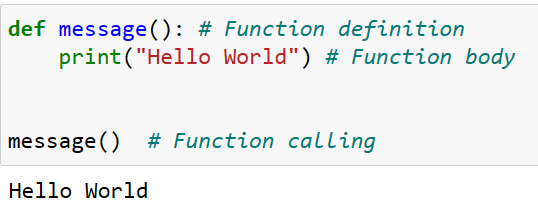 def message(): # Function definition
    print("Hello World") # Function body
message()  # Function calling
Hello World